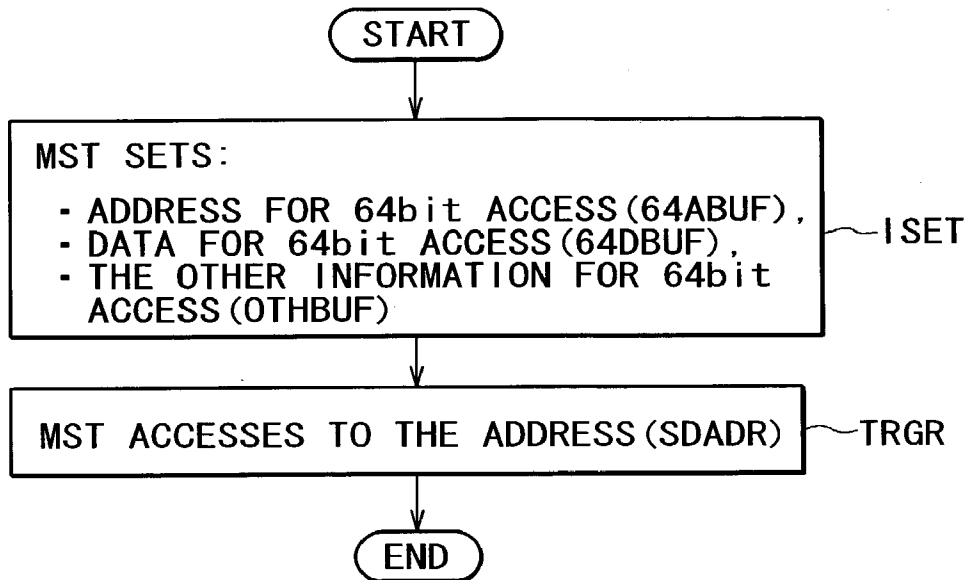 START
MST SETS:
- ADDRESS FOR 64bit ACCESS(64ABUF),
- DATA FOR 64bit ACCESS(64DBUF),
- THE OTHER INFORMATION FOR 64bit
ACCESS(OTHBUF)
ISET
MST ACCESSES TO THE ADDRESS(SDADR)
TRGR
END